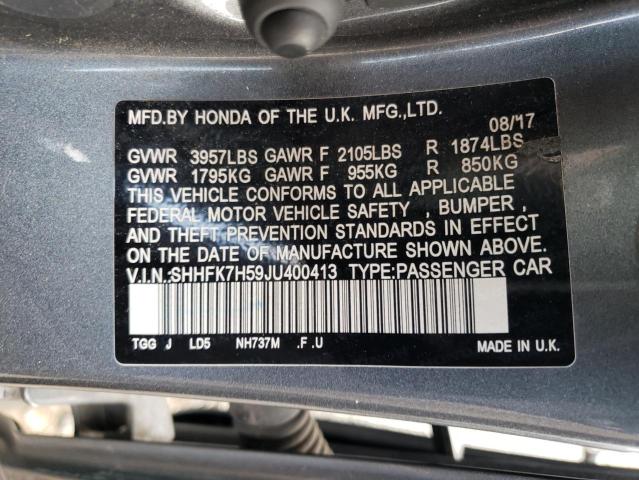 MFD.BY HONDA OF THE U.K. MFG.,LTD.
08/17
GVWR 3957LBS GAWR F 2105LBS R 1874LBS
GVWR 1795KG GAWR F 955KG R 850KG
THIS VEHICLE CONFORMS TO ALL APPLICABLE
FEDERAL MOTOR VEHICLE SAFETY , BUMPER ,
AND THEFT PREVENTION STANDARDS IN EFFECT
ON THE DATE OF MANUFACTURE SHOWN ABOVE.
V.I.N.:SHHFK7H59JU400413 TYPE:PASSENGER CAR
TGG J LD5 NH737M .F .U MADE IN U.K.